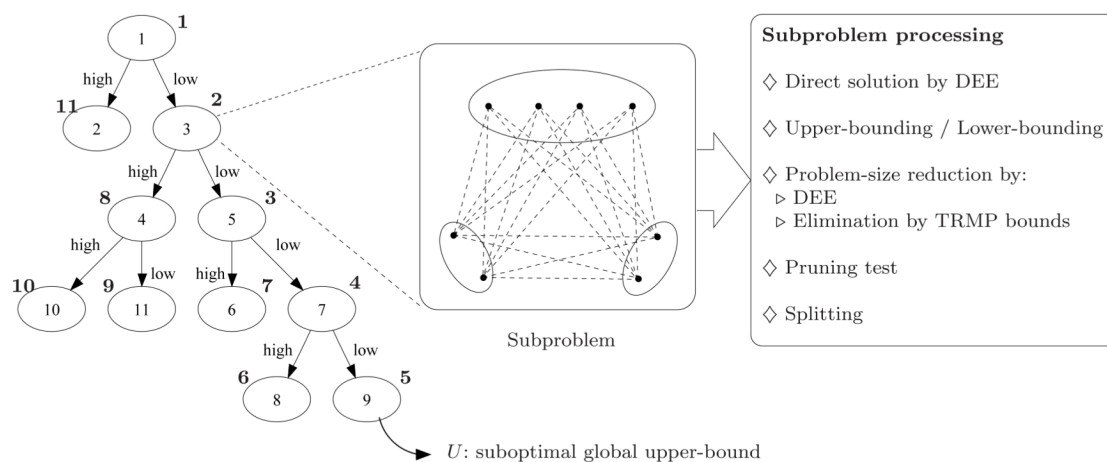 1
1
high
low
11
2
2
3
high
low
8
4
3
5
high
low
high
low
10
10
9
11
7
6
4
7
high
low
6
8
5
9
U: suboptimal global upper-bound
Subproblem
Subproblem processing
◇ Direct solution by DEE
◇ Upper-bounding / Lower-bounding
◇ Problem-size reduction by:
▷ DEE
▷ Elimination by TRMP bounds
◇ Pruning test
◇ Splitting